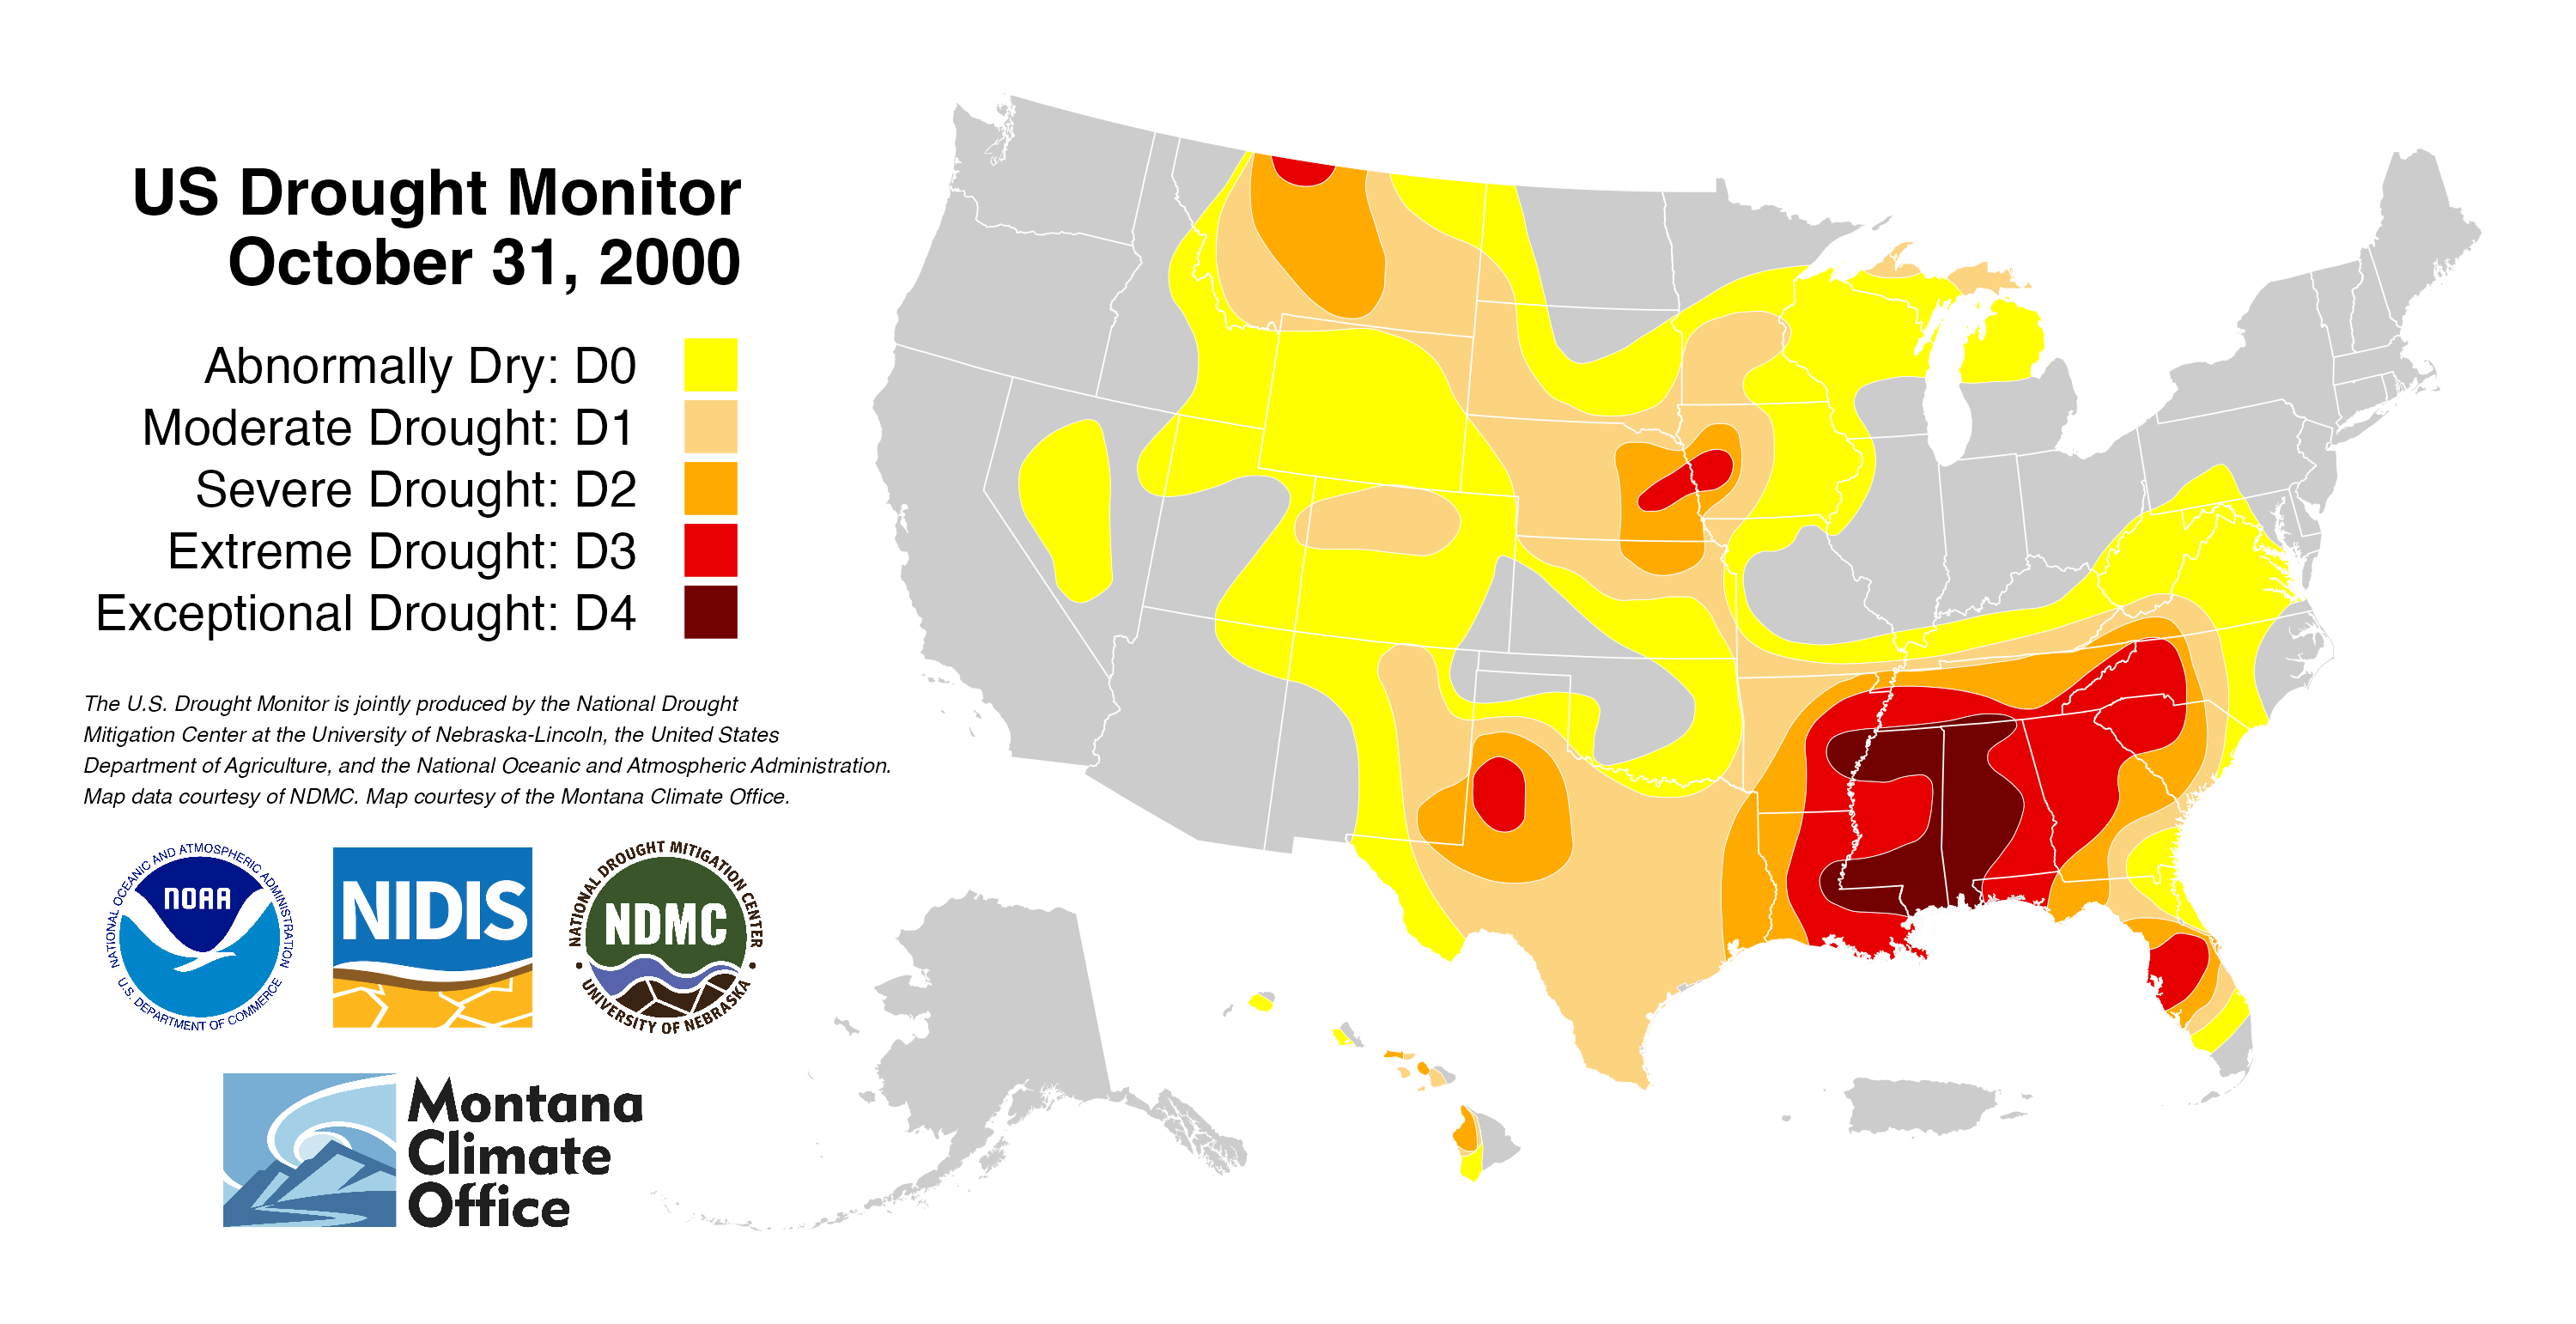 US Drought Monitor
October 31, 2000
Abnormally Dry: D0
Moderate Drought: D1
Severe Drought: D2
Extreme Drought: D3
Exceptional Drought: D4
The U.S. Drought Monitor is jointly produced by the National Drought
Mitigation Center at the University of Nebraska-Lincoln, the United States
Department of Agriculture, and the National Oceanic and Atmospheric Administration.
Map data courtesy of NDMC. Map courtesy of the Montana Climate Office.
NATIONAL OCEANIC AND ATMOSPHERIC ADMINISTRATION
NOAA
U.S. DEPARTMENT OF COMMERCE
NIDIS
NATIONAL DROUGHT MITIGATION CENTER
NDMC
UNIVERSITY OF NEBRASKA
Montana
Climate
Office